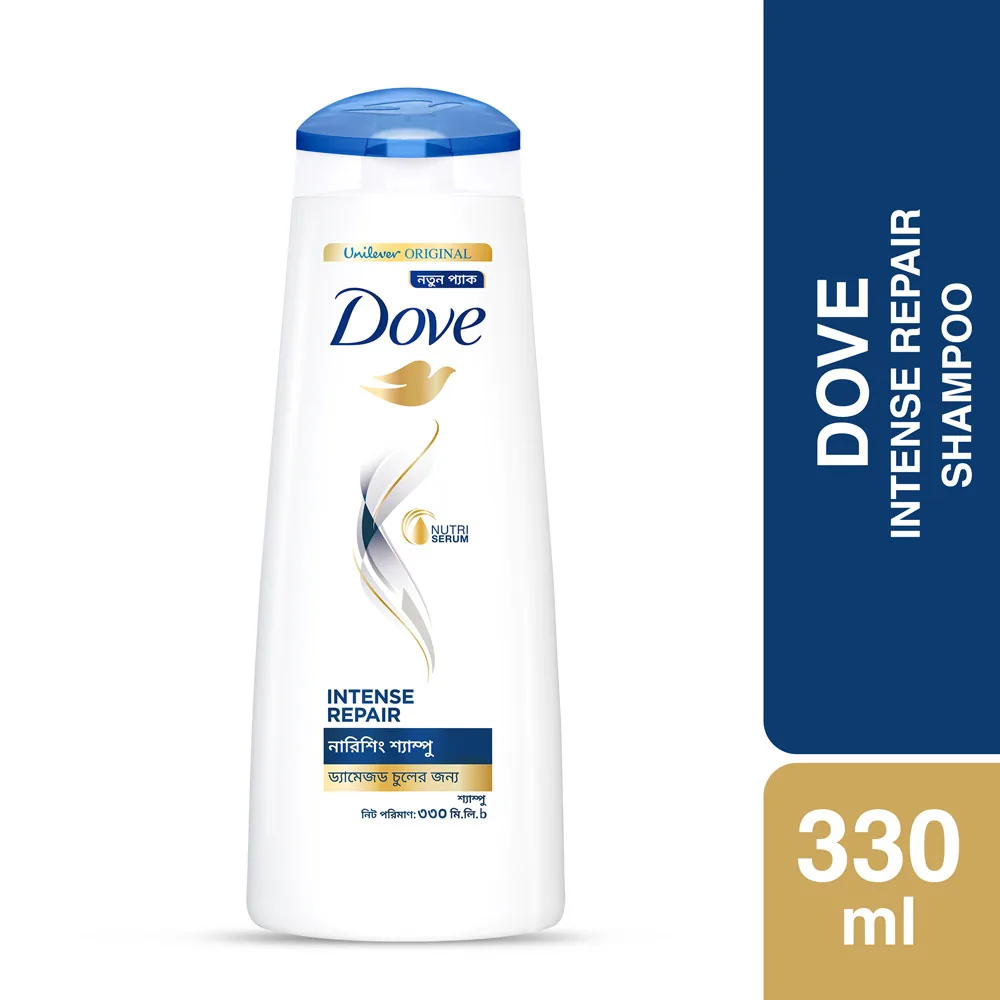 Unilever ORIGINAL
নতুন প্যাক
Dove
NUTRI
SERUM
INTENSE
REPAIR
নারিশিং শ্যাম্পু
ড্যামেজড চুলের জন্য
শ্যাম্পু
নিট পরিমাণ: ৩৩০ মি.লি.b
DOVE
INTENSE REPAIR
SHAMPOO
330
ml